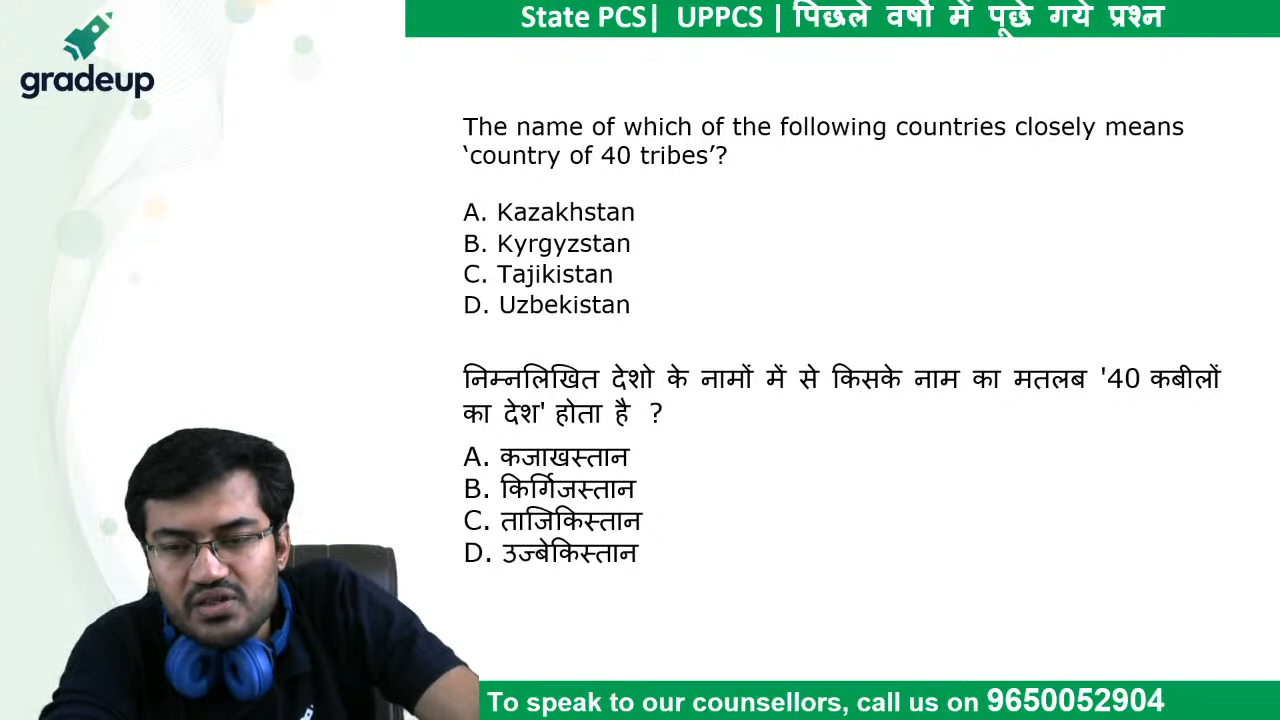 State PCS| UPPCS | पिछले वर्षों में पूछे गये प्रश्न
gradeup
The name of which of the following countries closely means
‘country of 40 tribes’?
A. Kazakhstan
B. Kyrgyzstan
C. Tajikistan
D. Uzbekistan
निम्नलिखित देशो के नामों में से किसके नाम का मतलब '40 कबीलों
का देश' होता है ?
A. कजाखस्तान
B. किर्गिजस्तान
C. ताजिकिस्तान
D. उज्बेकिस्तान
To speak to our counsellors, call us on 9650052904